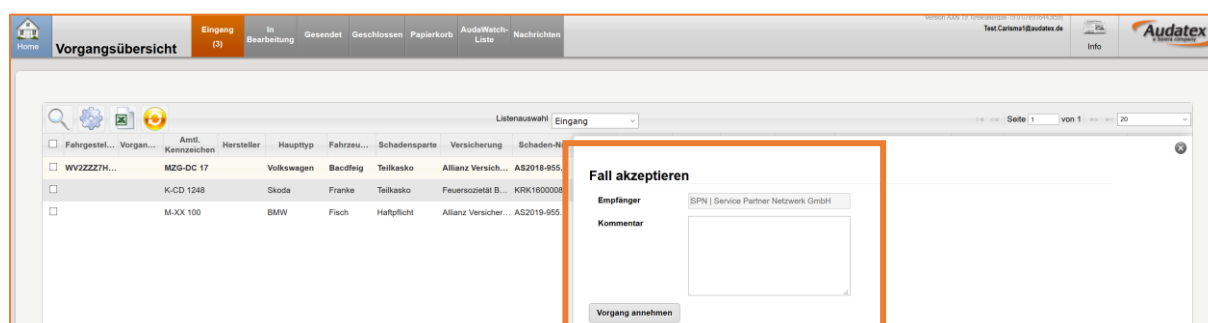 Home
Vorgangsübersicht
Eingang
(3)
In
Bearbeitung
Gesendet
Geschlossen
Papierkorb
AudaWatch-
Liste
Nachrichten
Test.Carisma1@audatex.de
Info
Audatex
a Solera company
Listenauswahl Eingang
Seite 1 von 1 20
Fahrgestel... Vorgan... Amtl. Kennzeichen Hersteller Haupttyp Fahrzeu... Schadensparte Versicherung Schaden-N
WV2ZZZ7H... MZG-DC 17 Volkswagen Bacdfeig Teilkasko Allianz Versich... AS2018-955.
K-CD 1248 Skoda Franke Teilkasko Feuersozietät B... KRK1600008
M-XX 100 BMW Fisch Haftpflicht Allianz Versicher... AS2019-955.
Fall akzeptieren
Empfänger SPN | Service Partner Netzwerk GmbH
Kommentar
Vorgang annehmen